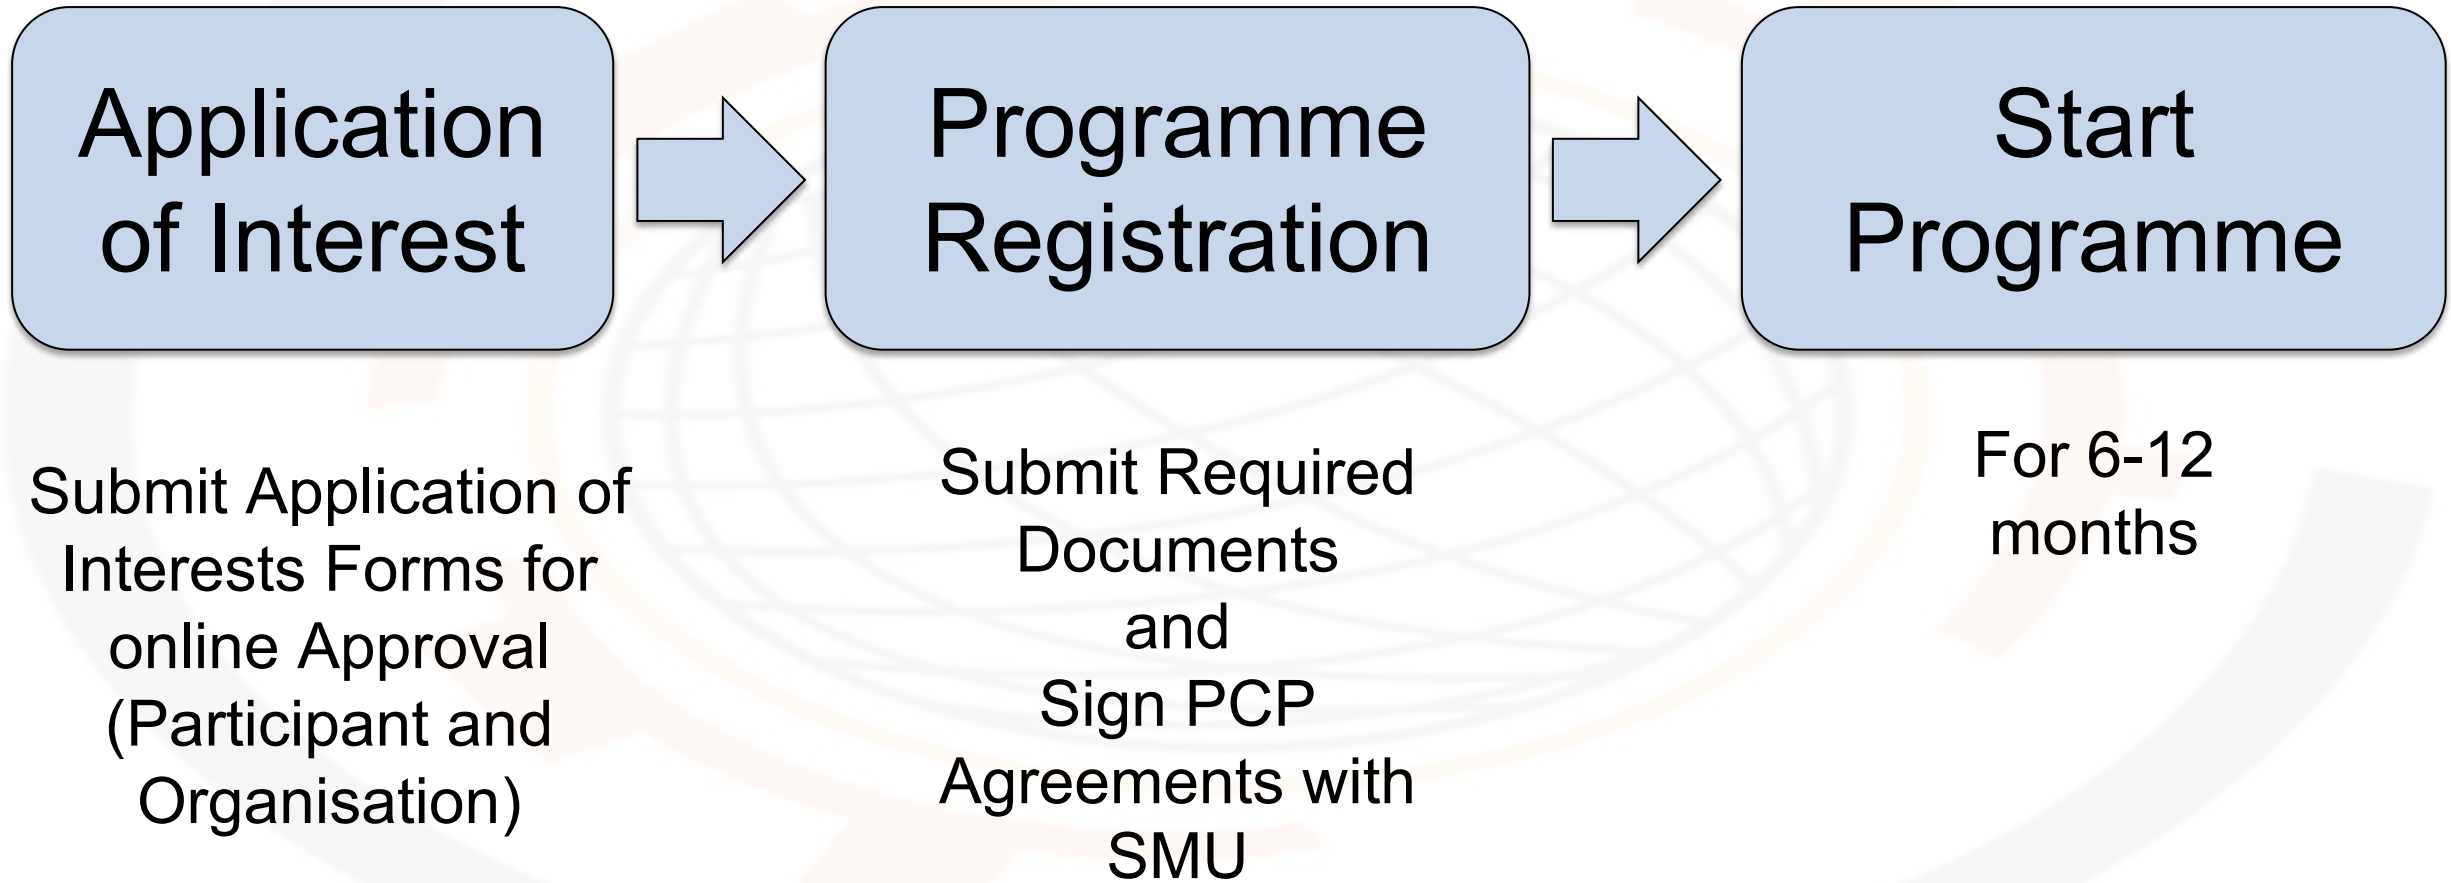 Application
of Interest
Programme
Registration
Start
Programme
Submit Application of
Interests Forms for
online Approval
(Participant and
Organisation)
Submit Required
Documents
and
Sign PCP
Agreements with
SMU
For 6-12
months